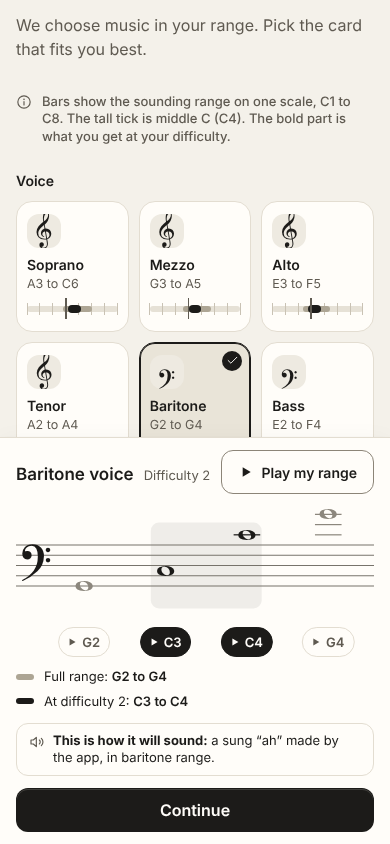 We choose music in your range. Pick the card
that fits you best.
Bars show the sounding range on one scale, C1 to
C8. The tall tick is middle C (C4). The bold part is
what you get at your difficulty.
Voice
Soprano
A3 to C6
Mezzo
G3 to A5
Alto
E3 to F5
Tenor
A2 to A4
Baritone
G2 to G4
Bass
E2 to F4
Baritone voice
Difficulty 2
Play my range
G2
C3
C4
G4
Full range: G2 to G4
At difficulty 2: C3 to C4
This is how it will sound: a sung “ah” made by
the app, in baritone range.
Continue